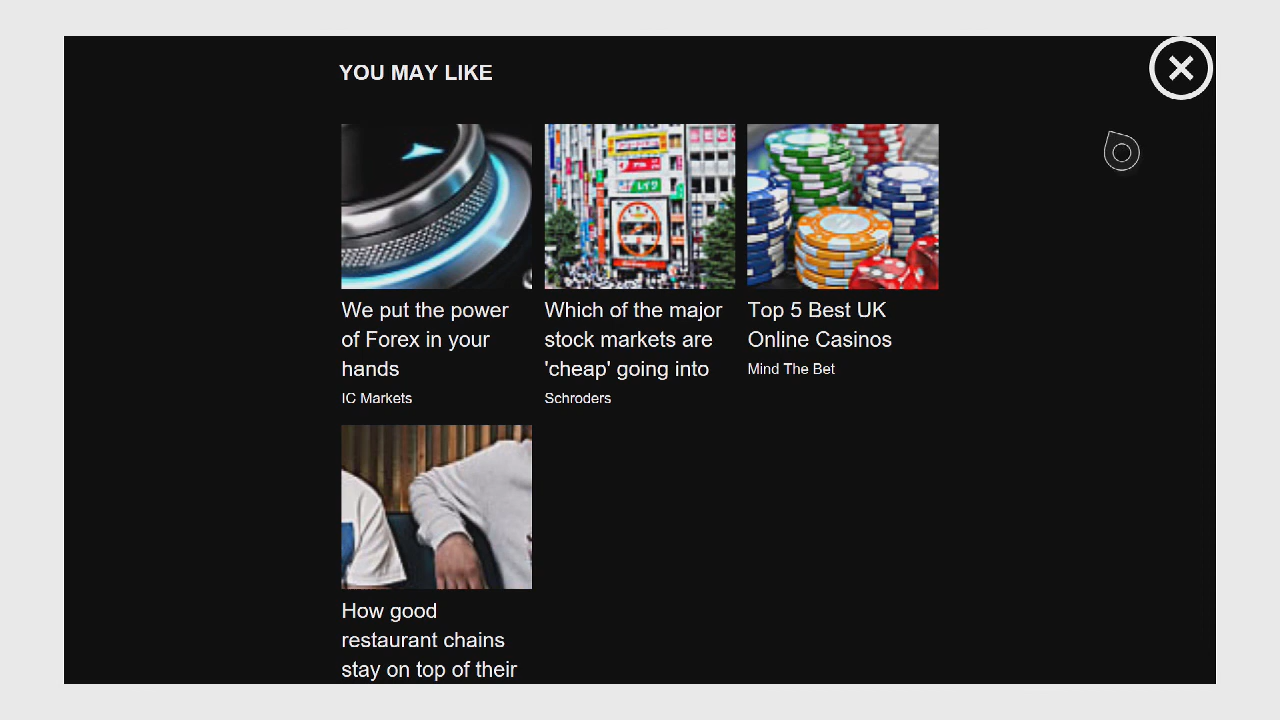 YOU MAY LIKE
We put the power
of Forex in your
hands
IC Markets
Which of the major
stock markets are
'cheap' going into
Schroders
Top 5 Best UK
Online Casinos
Mind The Bet
How good
restaurant chains
stay on top of their